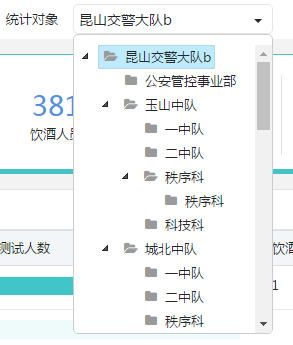 统计对象 昆山交警大队b
昆山交警大队b
公安管控事业部
玉山中队
381
一中队
饮酒人员
二中队
秩序科
秩序科
科技科
测试人数 城北中队 饮酒
一中队
二中队 1
秩序科